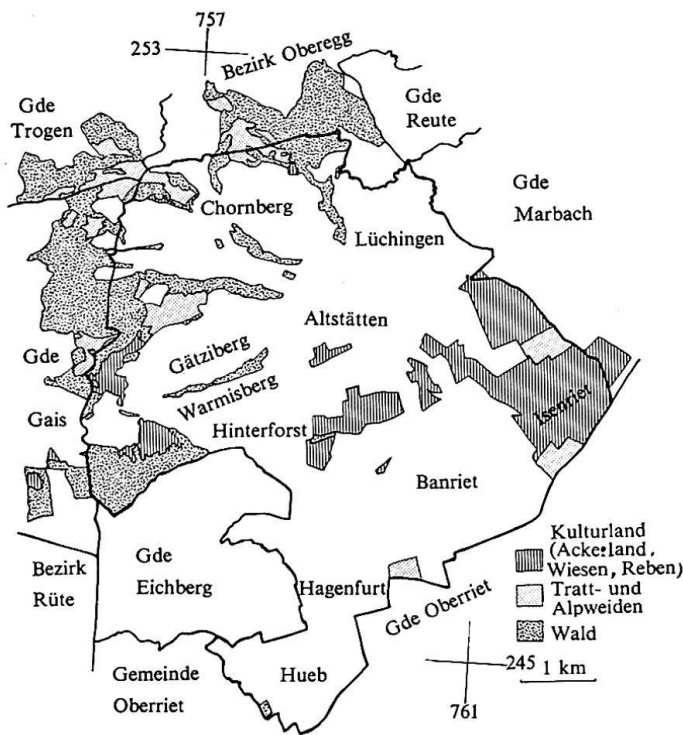 757
253
Bezirk Oberegg
Gde
Trogen
Gde
Reute
Gde
Marbach
Chornberg
Lüchingen
Altstätten
Gde
Gais
Gätziberg
Warmisberg
Hinterforst
Isenriet
Banriet
Bezirk
Rüte
Gde
Eichberg
Hagenfurt
Gde Oberriet
Gemeinde
Oberriet
Hueb
Kulturland
(Ackerland,
Wiesen, Reben)
Tratt- und
Alpweiden
Wald
245
1 km
761